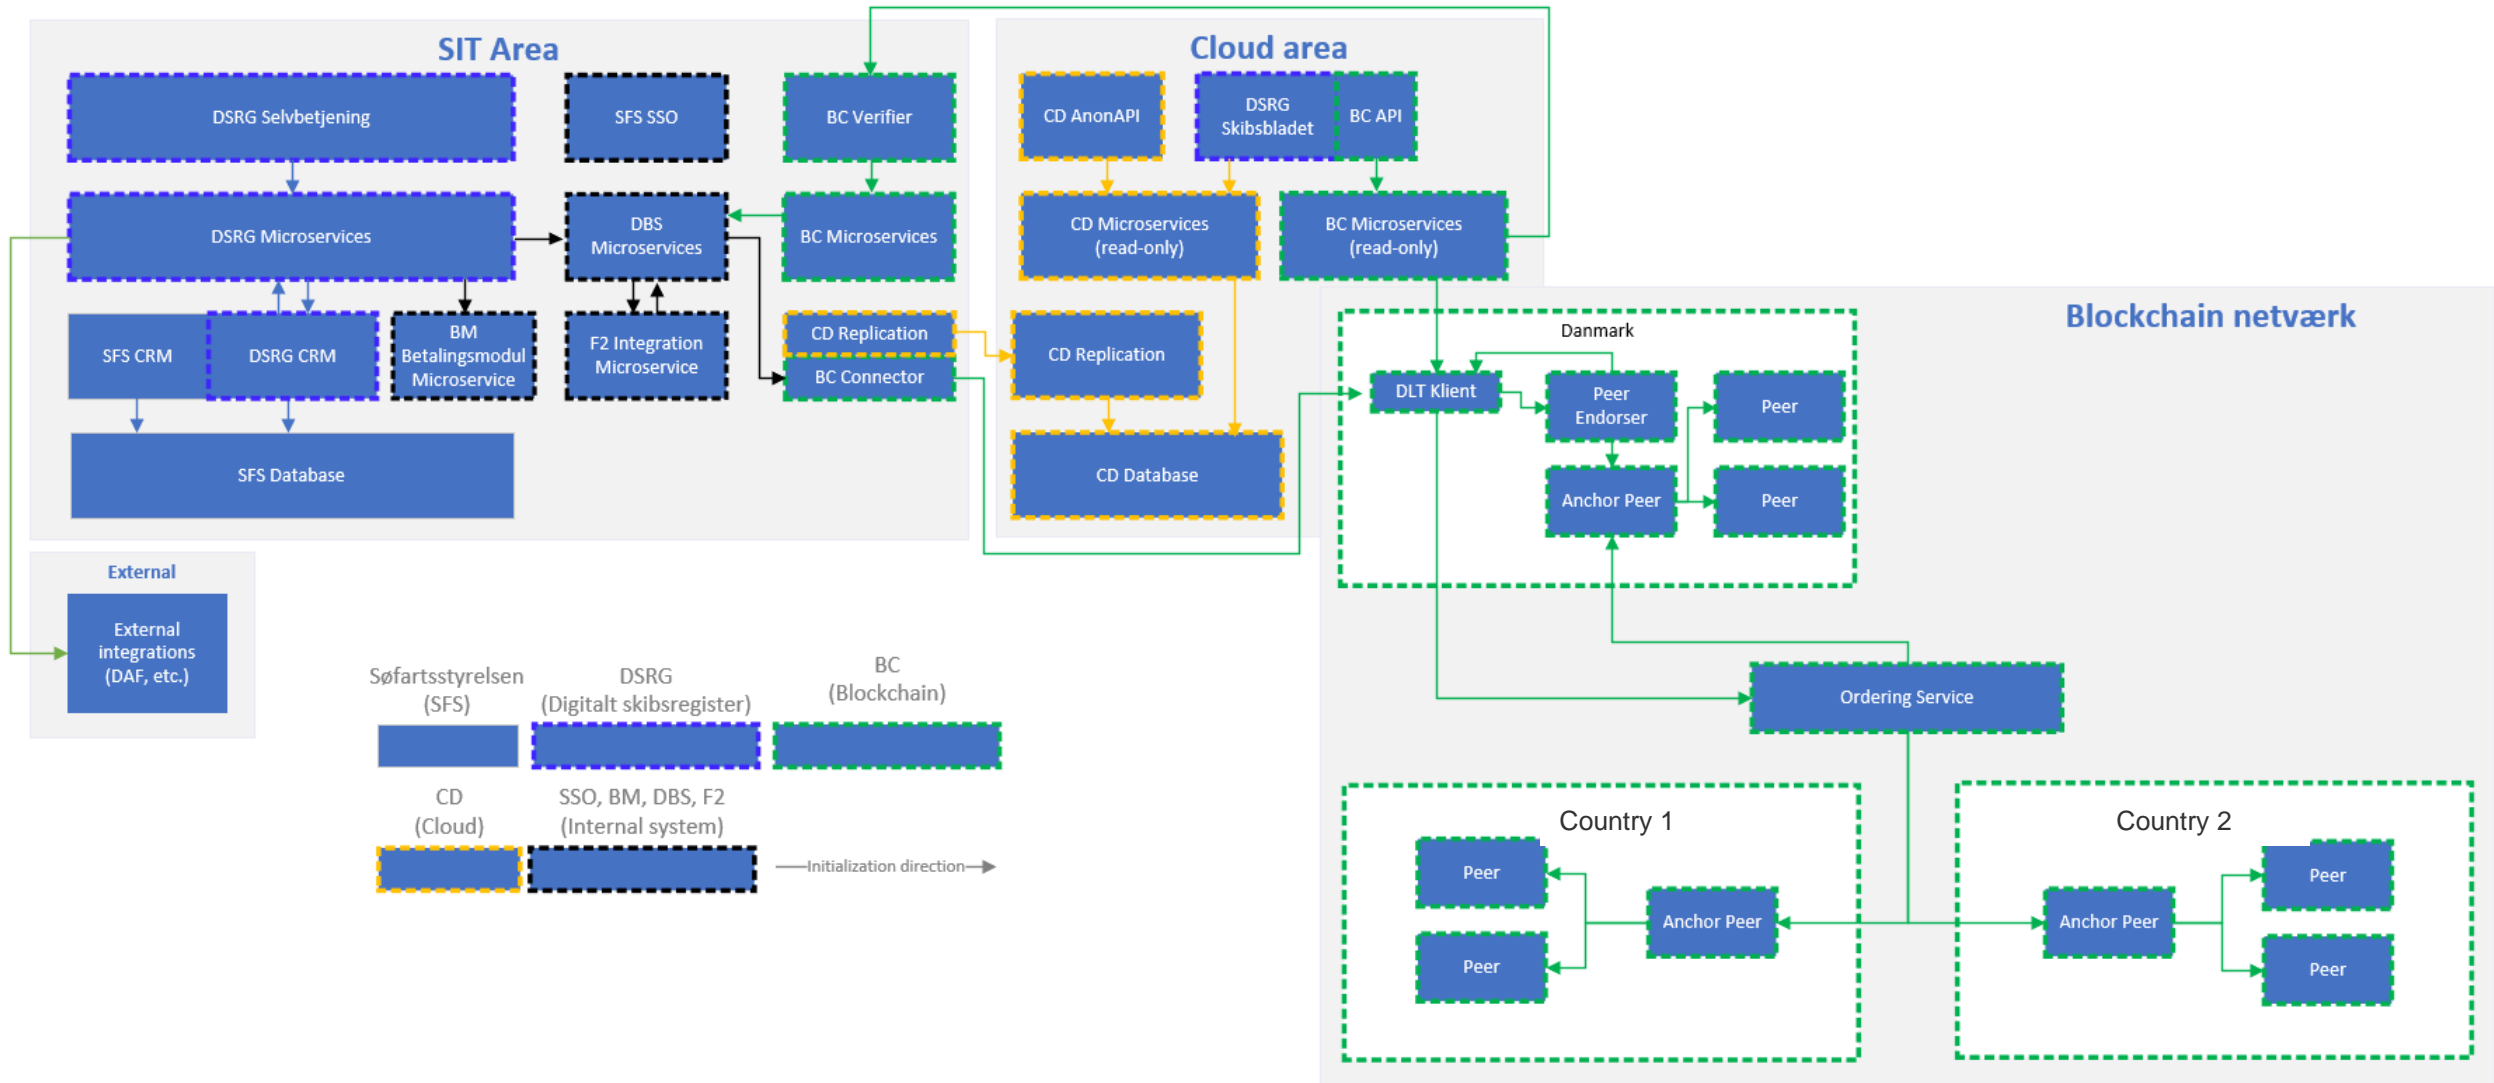 SIT Area
DSRG Selvbetjening
SFS SSO
BC Verifier
DSRG Microservices
DBS
Microservices
BC Microservices
SFS CRM
DSRG CRM
BM
Betalingsmodul
Microservice
F2 Integration
Microservice
CD Replication
BC Connector
SFS Database
Cloud area
CD AnonAPI
DSRG
Skibsbladet
BC API
CD Microservices
(read-only)
BC Microservices
(read-only)
CD Replication
CD Database
Blockchain netværk
Danmark
DLT Klient
Peer
Endorser
Peer
Anchor Peer
Peer
Ordering Service
Country 1
Peer
Anchor Peer
Peer
Country 2
Anchor Peer
Peer
Peer
External
External
integrations
(DAF, etc.)
Søfartsstyrelsen
(SFS)
DSRG
(Digitalt skibsregister)
BC
(Blockchain)
CD
(Cloud)
SSO, BM, DBS, F2
(Internal system)
Initialization direction